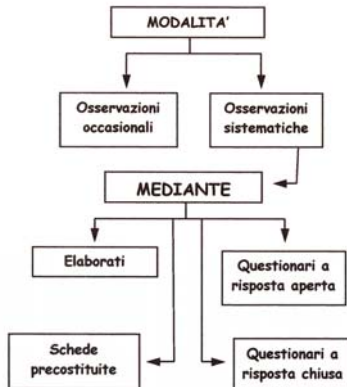 MODALITA'
Osservazioni
occasionali
Osservazioni
sistematiche
MEDIANTE
Elaborati
Questionari a
risposta aperta
Schede
precostituite
Questionari a
risposta chiusa